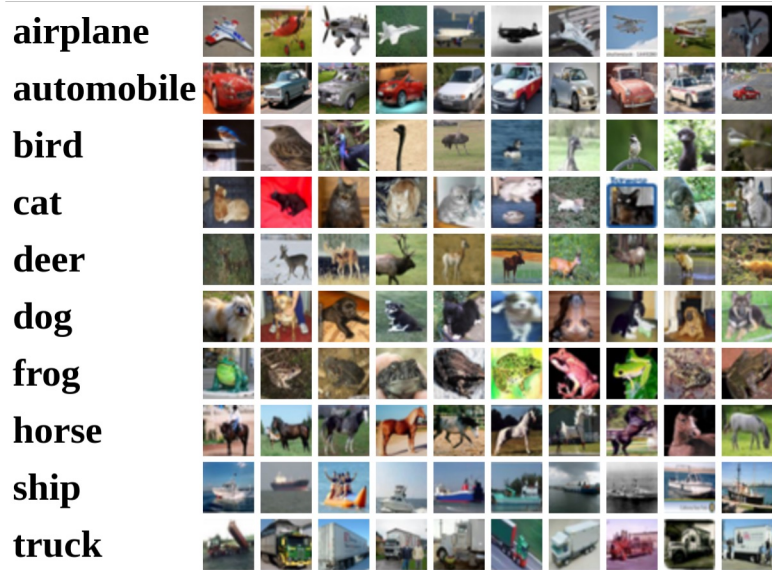 airplane
automobile
bird
cat
deer
dog
frog
horse
ship
truck